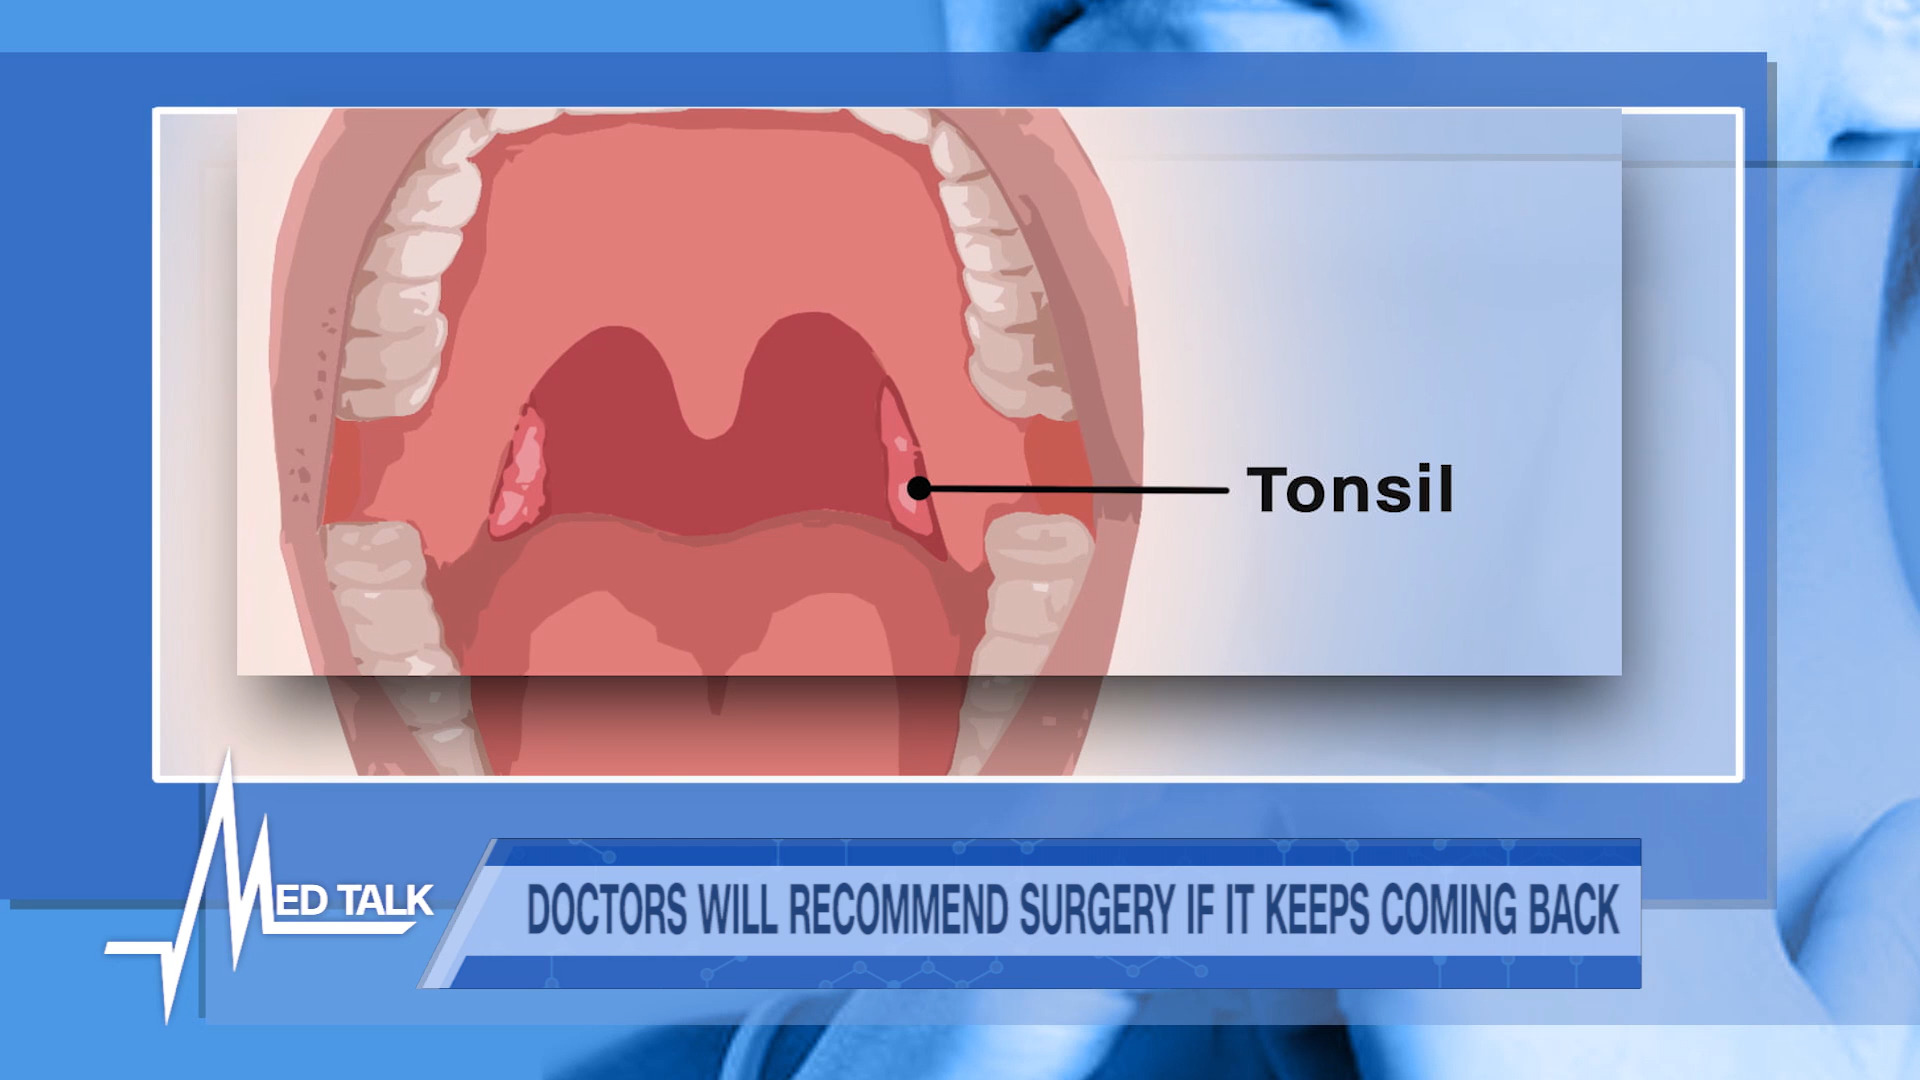 Tonsil
MED TALK
DOCTORS WILL RECOMMEND SURGERY IF IT KEEPS COMING BACK